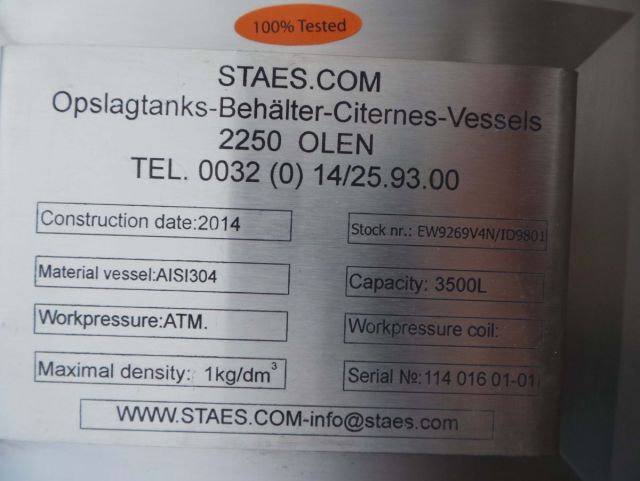 100% Tested
STAES.COM
Opslagtanks-Behälter-Citernes-Vessels
2250 OLEN
TEL. 0032 (0) 14/25.93.00
Construction date:2014
Stock nr.: EW9269V4N/ID9801
Material vessel:AISI304
Capacity: 3500L
Workpressure:ATM.
Workpressure coil:
Maximal density: 1kg/dm³
Serial №:114 016 01-01
WWW.STAES.COM-info@staes.com